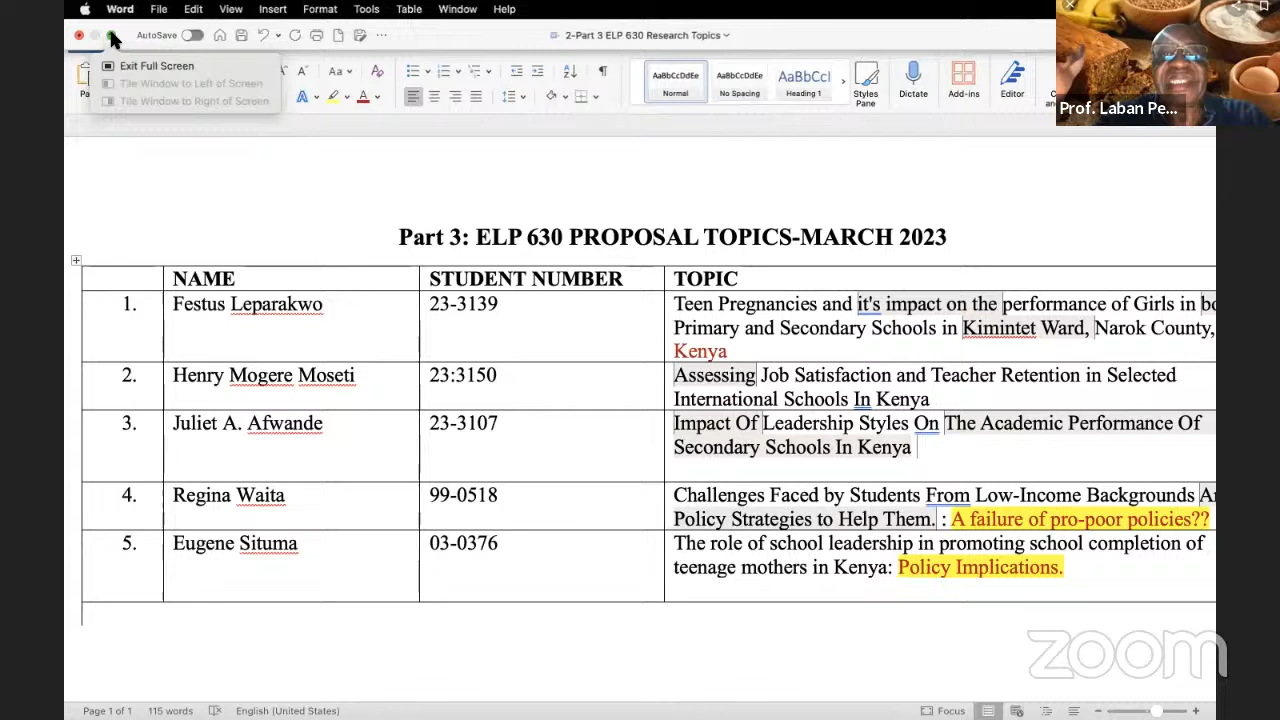 Word File Edit View Insert Format Tools Table Window Help
AutoSave 2-Part 3 ELP 630 Research Topics
Exit Full Screen
Tile Window to Left of Screen
Tile Window to Right of Screen
Pa
Aa
A
AaBbCcDdEe AaBbCcDdEe AaBbCcI
Normal No Spacing Heading 1
Styles Pane Dictate Add-ins Editor
Prof. Laban Pe...
Part 3: ELP 630 PROPOSAL TOPICS-MARCH 2023
NAME STUDENT NUMBER TOPIC
1. Festus Leparakwo 23-3139 Teen Pregnancies and it's impact on the performance of Girls in bo
Primary and Secondary Schools in Kimintet Ward, Narok County,
Kenya
2. Henry Mogere Moseti 23:3150 Assessing Job Satisfaction and Teacher Retention in Selected
International Schools In Kenya
3. Juliet A. Afwande 23-3107 Impact Of Leadership Styles On The Academic Performance Of
Secondary Schools In Kenya
4. Regina Waita 99-0518 Challenges Faced by Students From Low-Income Backgrounds An
Policy Strategies to Help Them. : A failure of pro-poor policies??
5. Eugene Situma 03-0376 The role of school leadership in promoting school completion of
teenage mothers in Kenya: Policy Implications.
zoom
Page 1 of 1 115 words English (United States) Focus